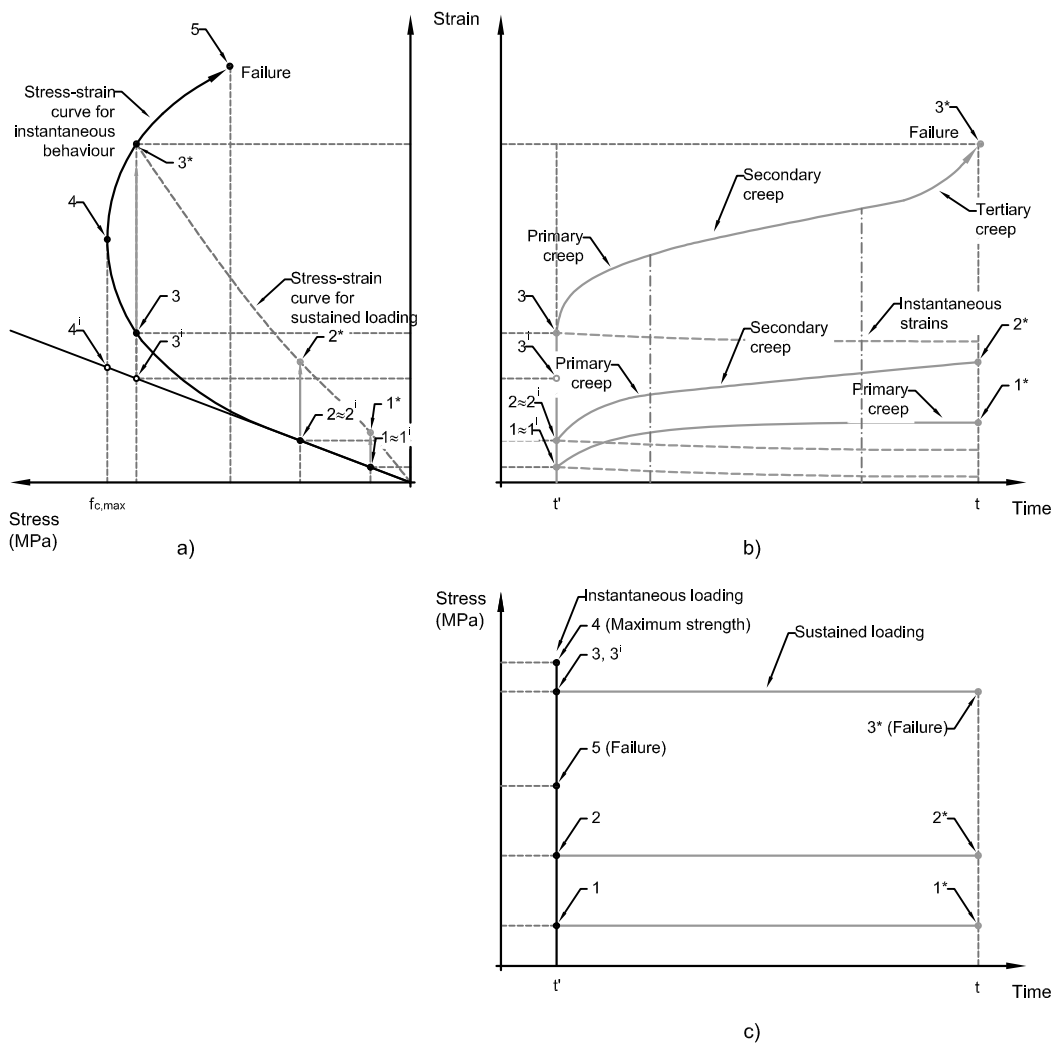 5
Failure
Stress-strain
curve for
instantaneous
behaviour
3*
4
Stress-strain
curve for
sustained loading
3
4i
3i
2*
2≈2i
1*
1≈1i
fc,max
Stress
(MPa)
a)
Strain
3*
Failure
Secondary
creep
Tertiary
creep
Primary
creep
3
Instantaneous
strains
3i
Primary
creep
Secondary
creep
2*
2≈2i
Primary
creep
1*
1≈1i
t'
t
Time
b)
Stress
(MPa)
Instantaneous loading
4 (Maximum strength)
3, 3i
Sustained loading
3* (Failure)
5 (Failure)
2
2*
1
1*
t'
t
Time
c)